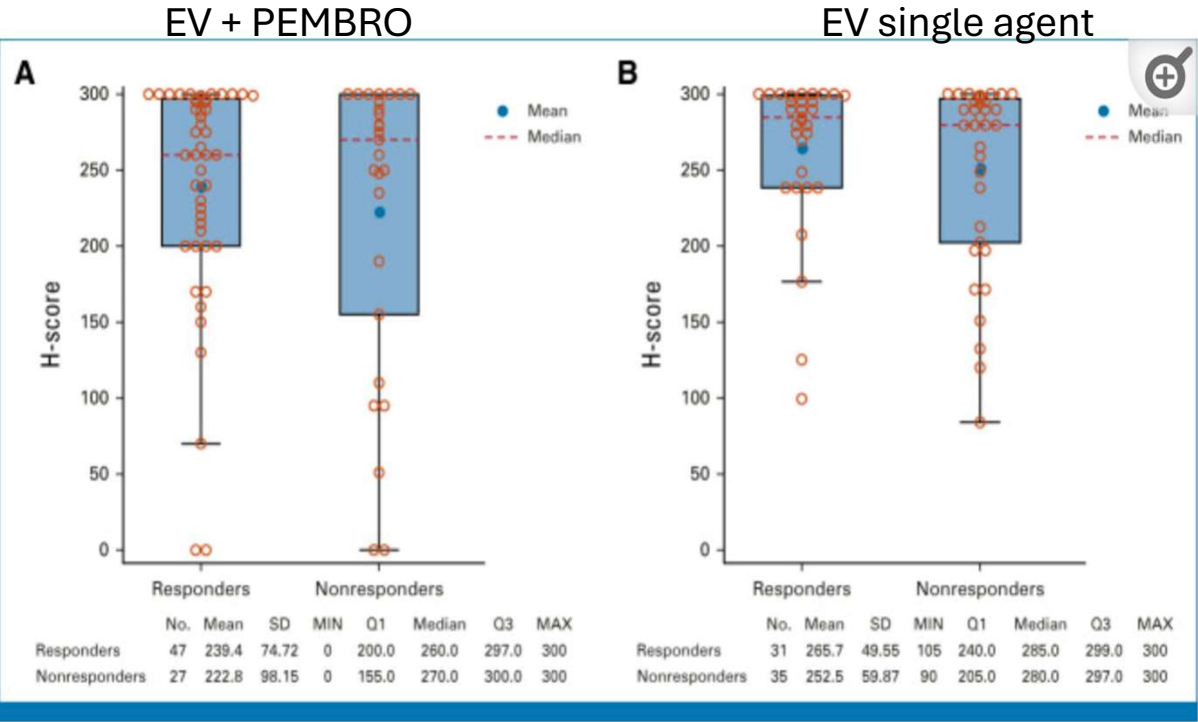 EV + PEMBRO
EV single agent
A
300
250
200
150
100
50
0
H-score
Mean
Median
Responders Nonresponders
No. Mean SD MIN Q1 Median Q3 MAX
Responders 47 239.4 74.72 0 200.0 260.0 297.0 300
Nonresponders 27 222.8 98.15 0 155.0 270.0 300.0 300
B
300
250
200
150
100
50
0
H-score
Mean
Median
Responders Nonresponders
No. Mean SD MIN Q1 Median Q3 MAX
Responders 31 265.7 49.55 105 240.0 285.0 299.0 300
Nonresponders 35 252.5 59.87 90 205.0 280.0 297.0 300